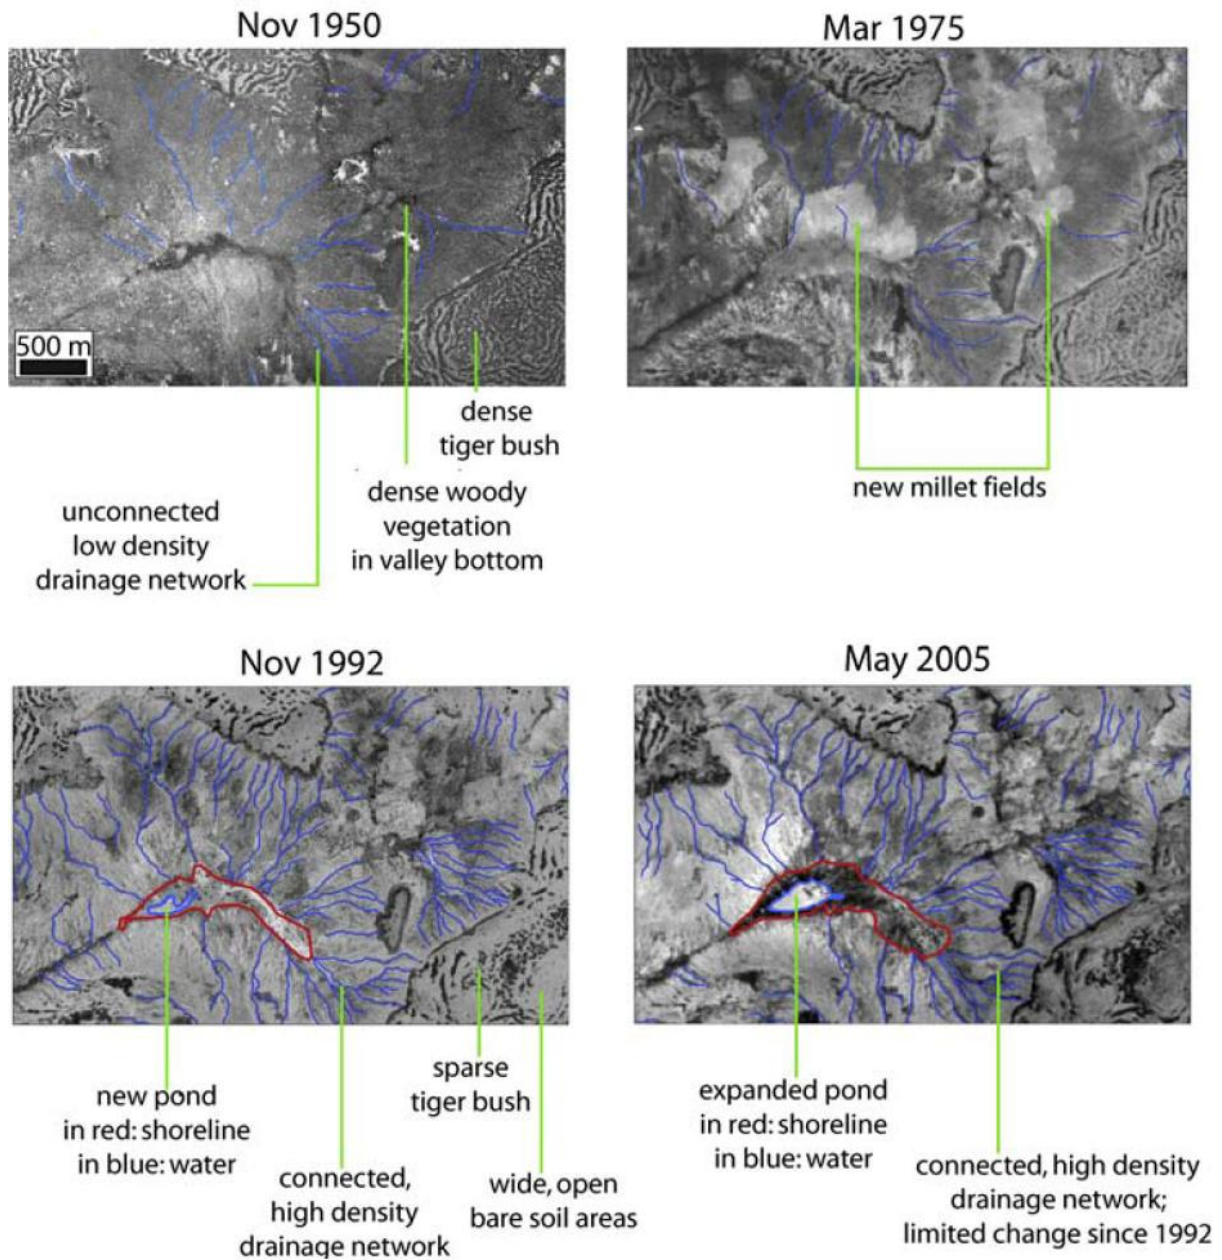 Nov 1950
Mar 1975
500 m
dense
tiger bush
dense woody
vegetation
in valley bottom
unconnected
low density
drainage network
new millet fields
Nov 1992
May 2005
new pond
in red: shoreline
in blue: water
connected,
high density
drainage network
sparse
tiger bush
wide, open
bare soil areas
expanded pond
in red: shoreline
in blue: water
connected, high density
drainage network;
limited change since 1992